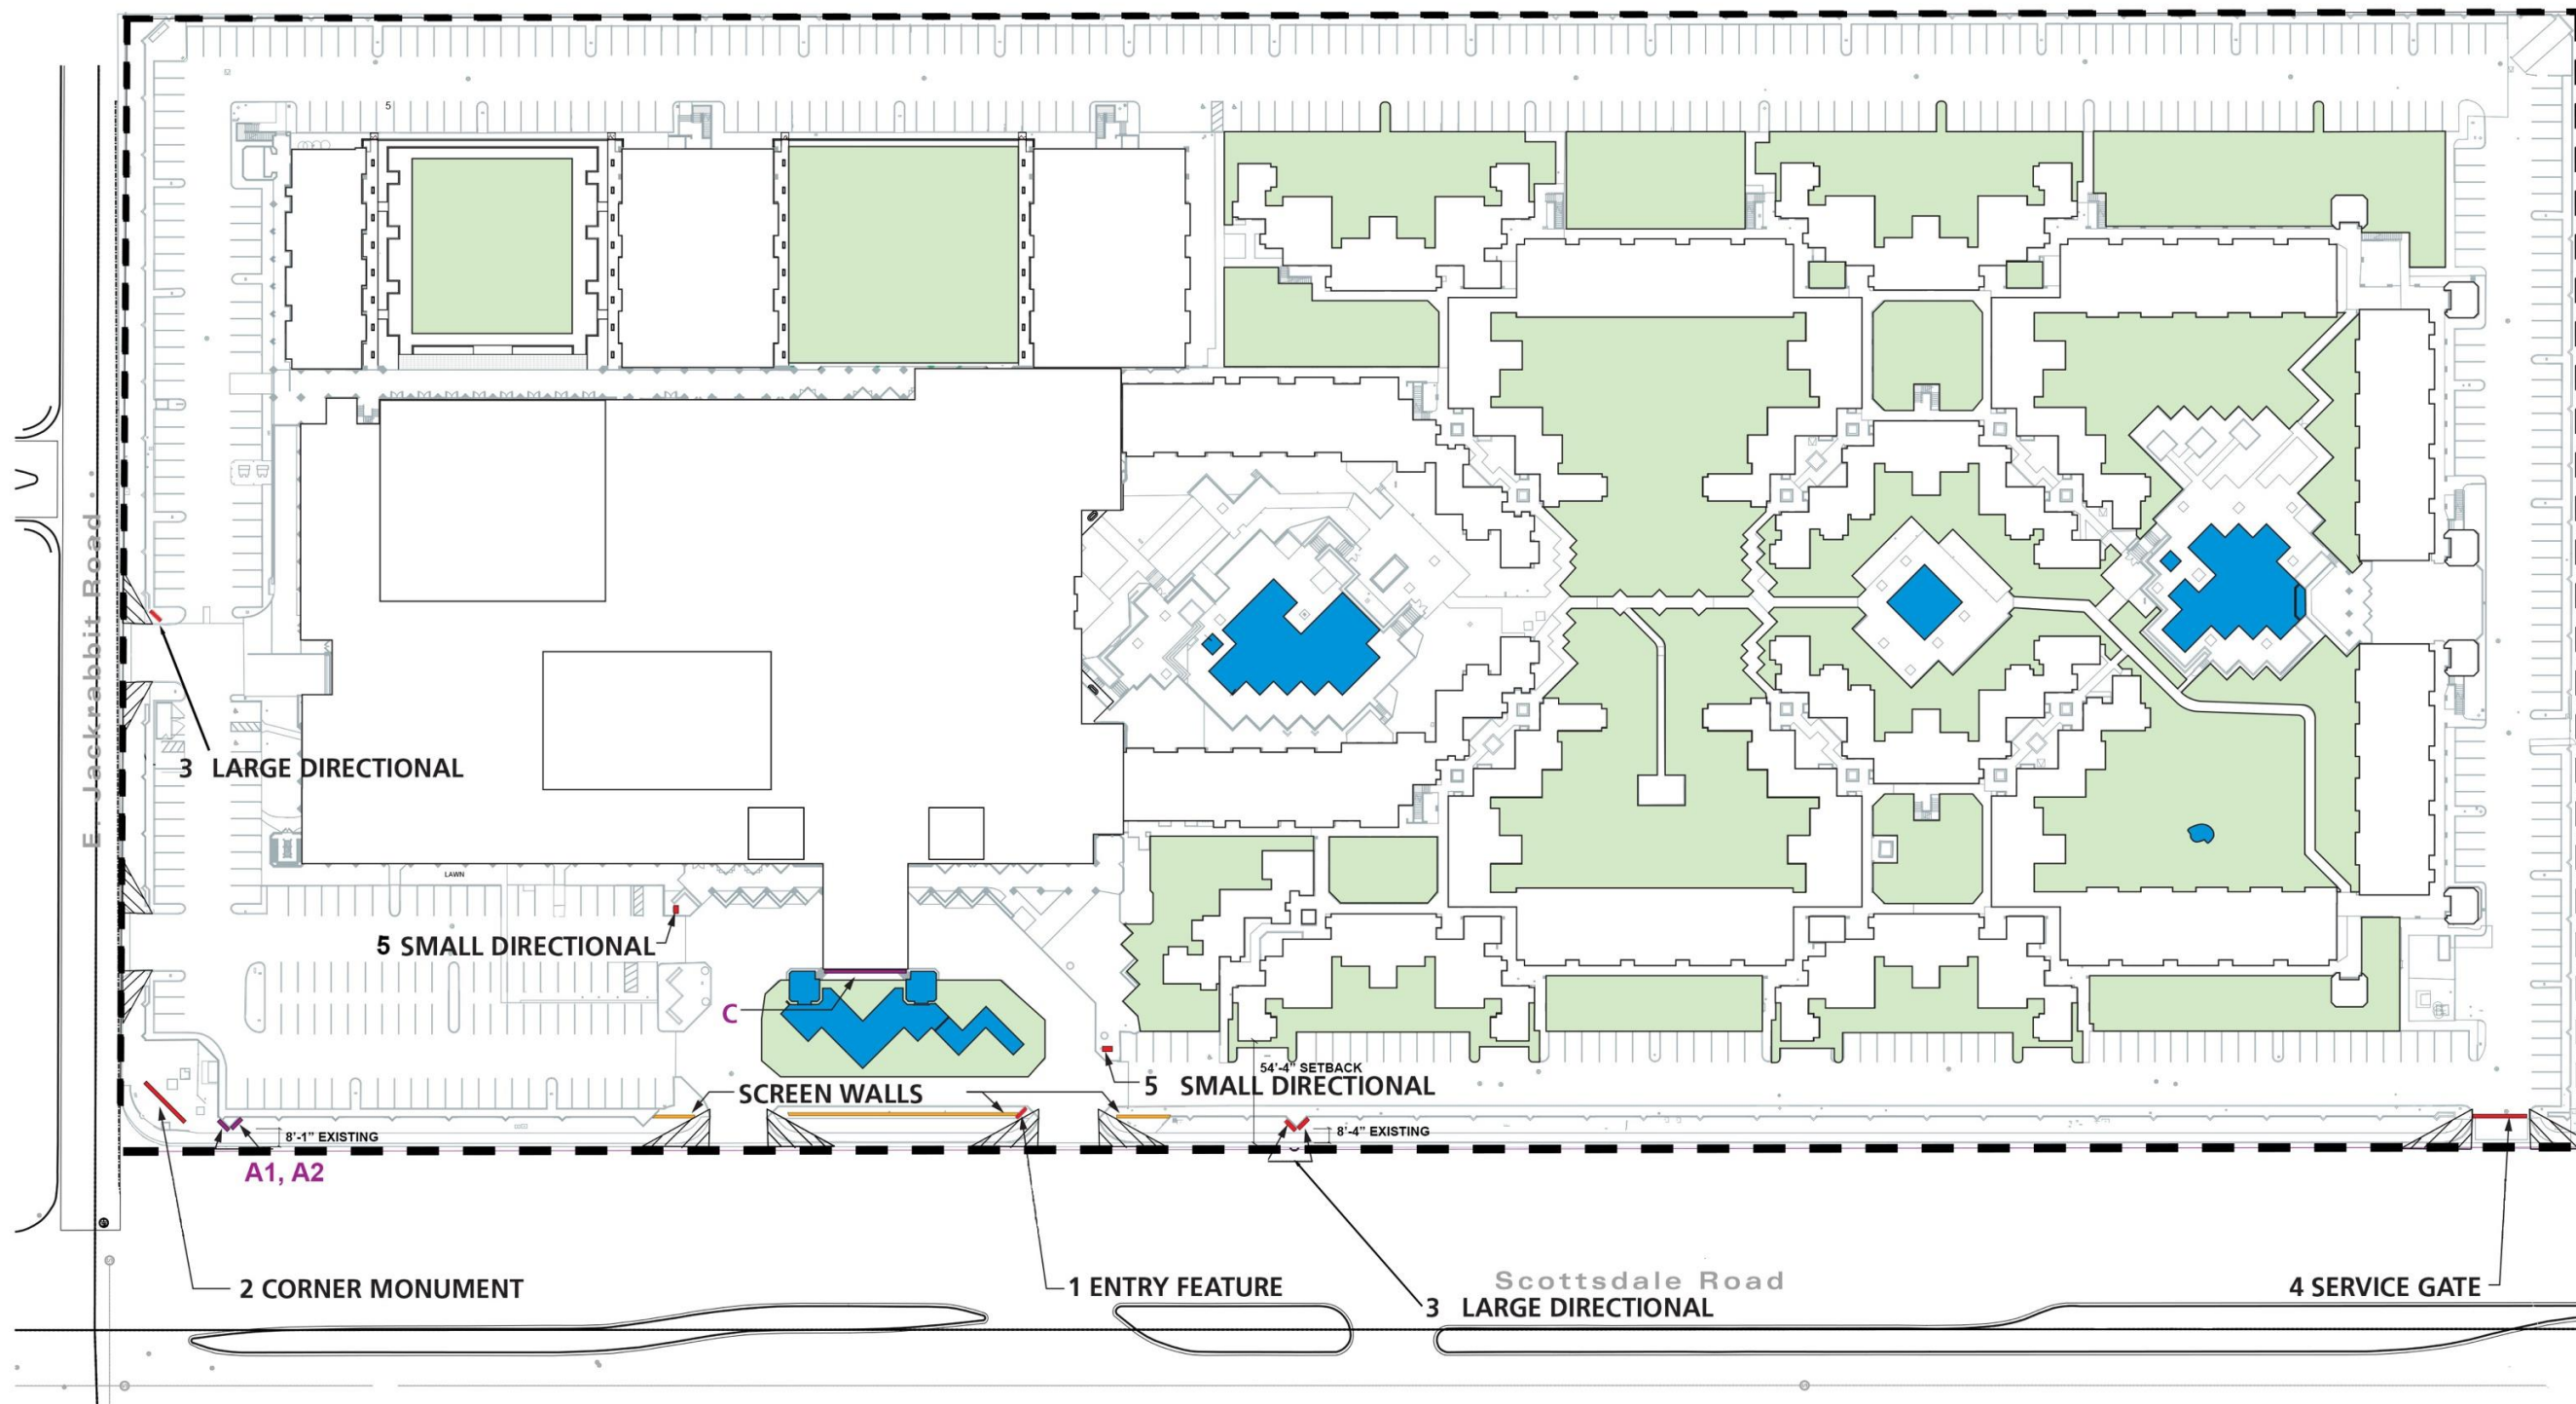 5
E. Jackrabbit Road
3 LARGE DIRECTIONAL
LAWN
5 SMALL DIRECTIONAL
C
54'-4" SETBACK
5 SMALL DIRECTIONAL
SCREEN WALLS
8'-1" EXISTING
8'-4" EXISTING
A1, A2
2 CORNER MONUMENT
1 ENTRY FEATURE
Scottsdale Road
3 LARGE DIRECTIONAL
4 SERVICE GATE